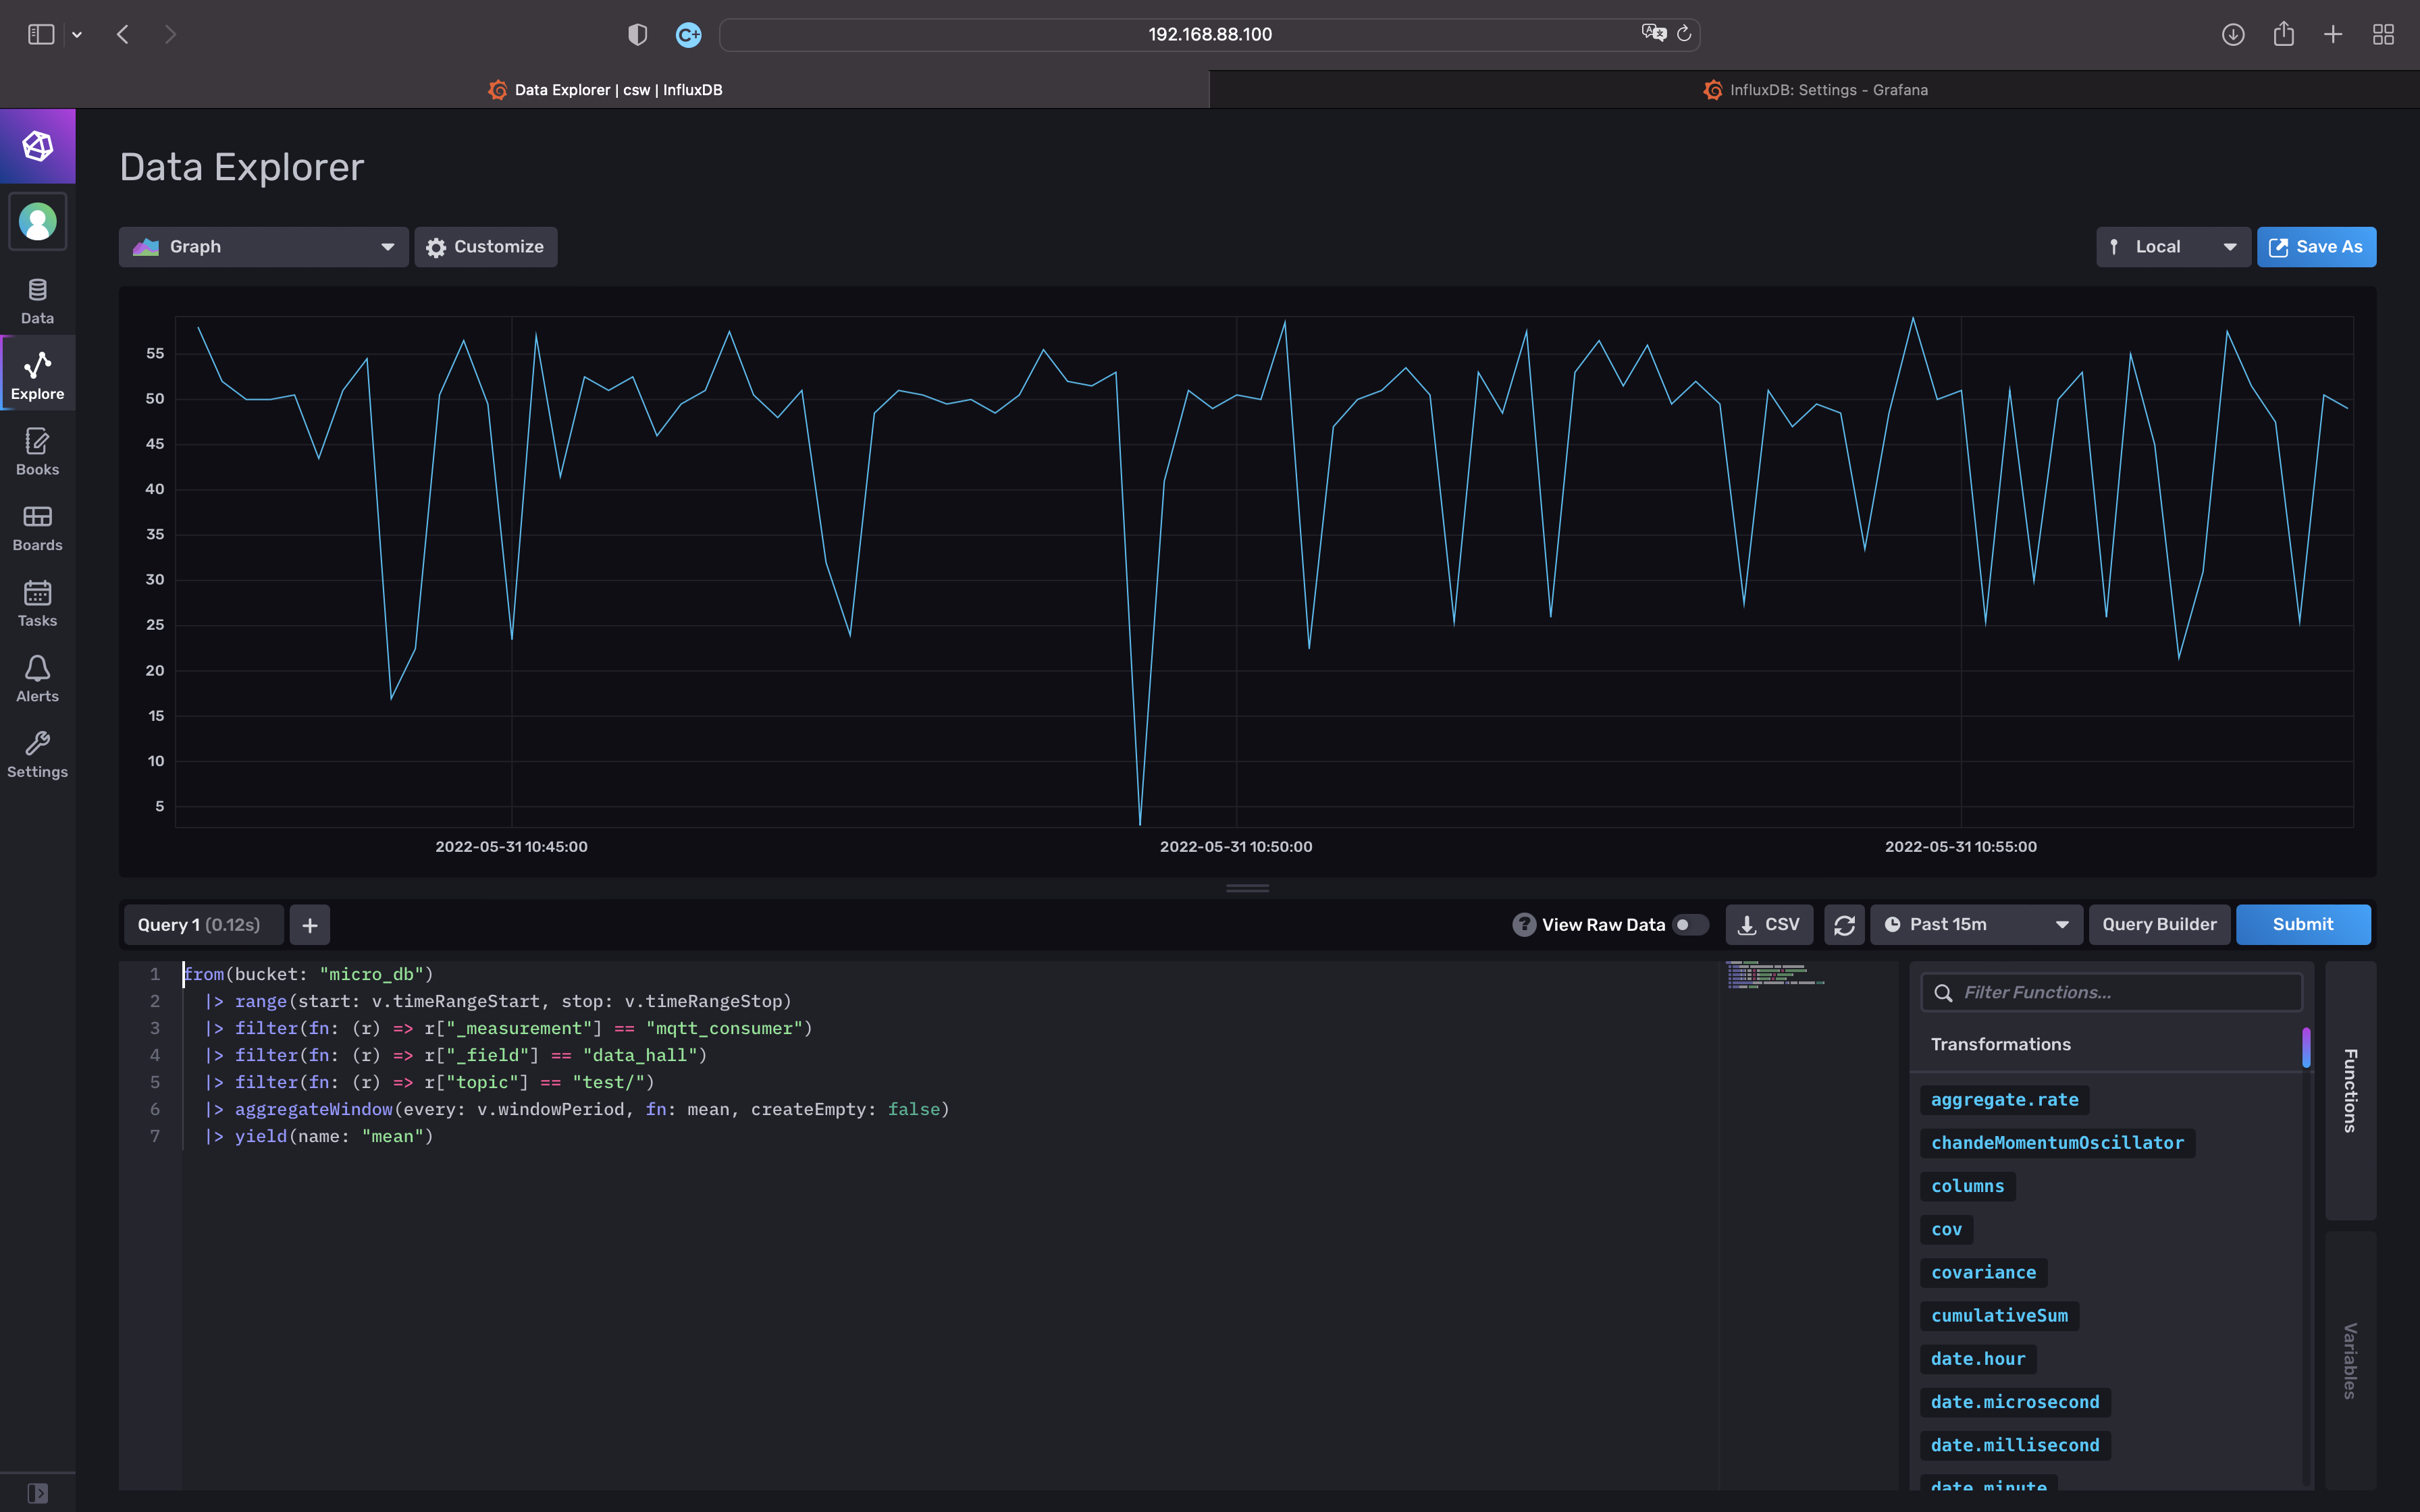 192.168.88.100
Data Explorer | csw | InfluxDB
InfluxDB: Settings - Grafana
Data Explorer
Graph
Customize
Local
Save As
Data
Explore
Books
Boards
Tasks
Alerts
Settings
55
50
45
40
35
30
25
20
15
10
5
2022-05-31 10:45:00
2022-05-31 10:50:00
2022-05-31 10:55:00
Query 1 (0.12s)
+
? View Raw Data
CSV
Past 15m
Query Builder
Submit
1 from(bucket: "micro_db")
2 |> range(start: v.timeRangeStart, stop: v.timeRangeStop)
3 |> filter(fn: (r) => r["_measurement"] == "mqtt_consumer")
4 |> filter(fn: (r) => r["_field"] == "data_hall")
5 |> filter(fn: (r) => r["topic"] == "test/")
6 |> aggregateWindow(every: v.windowPeriod, fn: mean, createEmpty: false)
7 |> yield(name: "mean")
Filter Functions...
Transformations
aggregate.rate
chandeMomentumOscillator
columns
cov
covariance
cumulativeSum
date.hour
date.microsecond
date.millisecond
date.minute
Functions
Variables